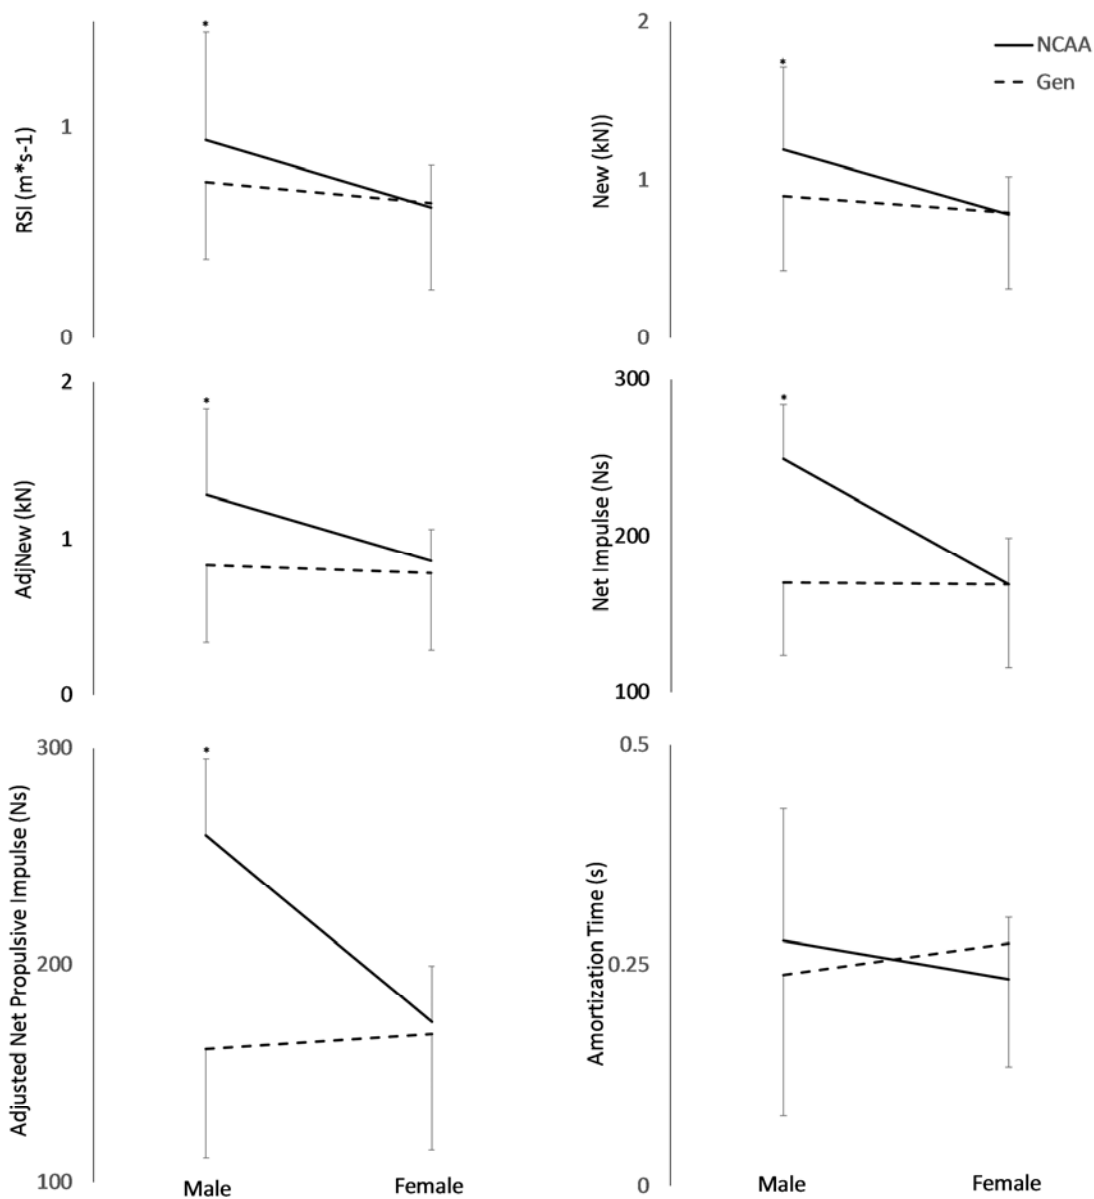 *
1
0
RSI (m*s-1)
2
*
1
0
New (kN))
NCAA
Gen
2
*
1
0
AdjNew (kN)
300
*
200
100
Net Impulse (Ns)
300
*
200
100
Adjusted Net Propulsive Impulse (Ns)
Male Female
0.5
0.25
0
Amortization Time (s)
Male Female